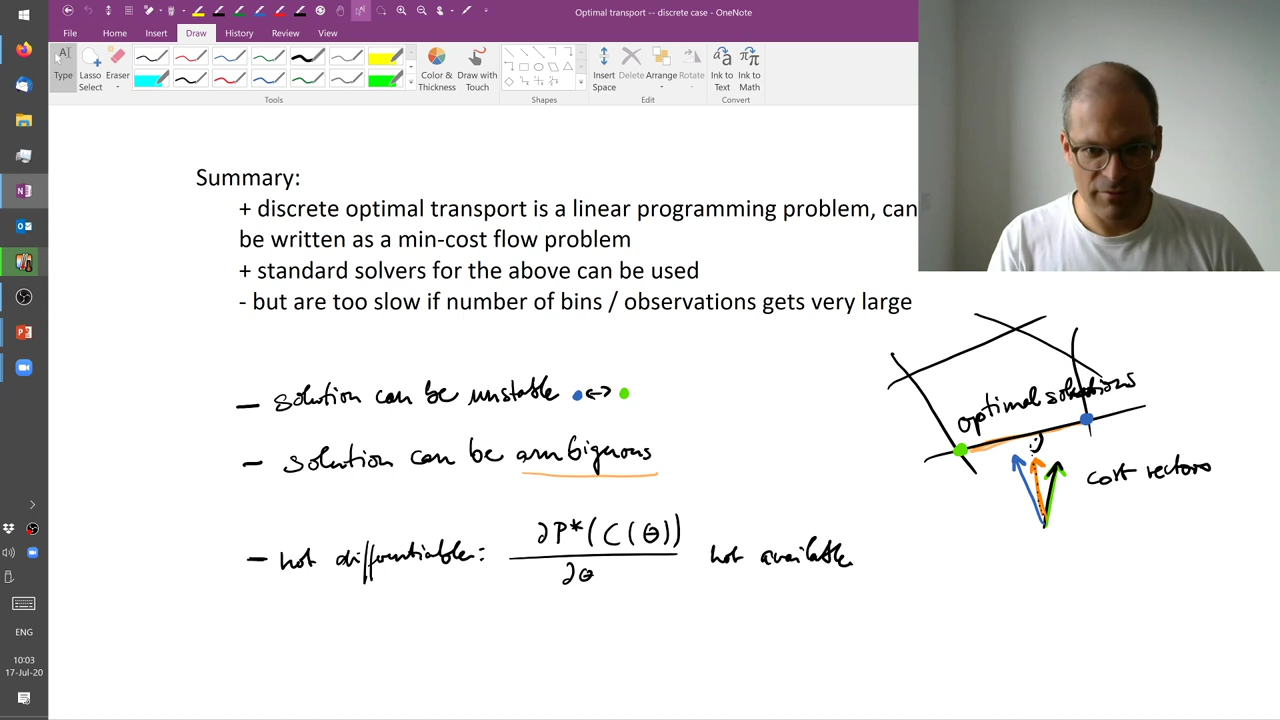 Optimal transport -- discrete case - OneNote
File Home Insert Draw History Review View
Type Lasso Select Eraser Color & Thickness Draw with Touch Insert Space Delete Arrange Rotate Ink to Text Ink to Math
Tools Shapes Edit Convert
Summary:
+ discrete optimal transport is a linear programming problem, can
be written as a min-cost flow problem
+ standard solvers for the above can be used
- but are too slow if number of bins / observations gets very large
- solution can be unstable ↔
- solution can be ambiguous
- not differentiable: ∂P*(C(θ)) / ∂θ not available
optimal solutions
cost vectors
ENG
10:03
17-Jul-20